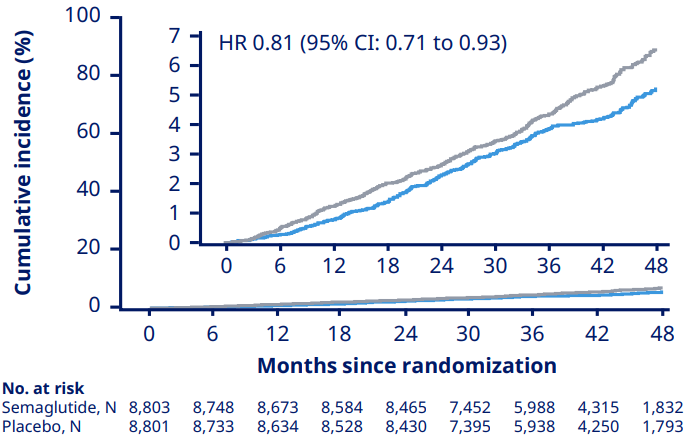 Cumulative incidence (%)
100
80
60
40
20
0
HR 0.81 (95% CI: 0.71 to 0.93)
7
6
5
4
3
2
1
0
0 6 12 18 24 30 36 42 48
0 6 12 18 24 30 36 42 48
Months since randomization
No. at risk
Semaglutide, N 8,803 8,748 8,673 8,584 8,465 7,452 5,988 4,315 1,832
Placebo, N 8,801 8,733 8,634 8,528 8,430 7,395 5,938 4,250 1,793